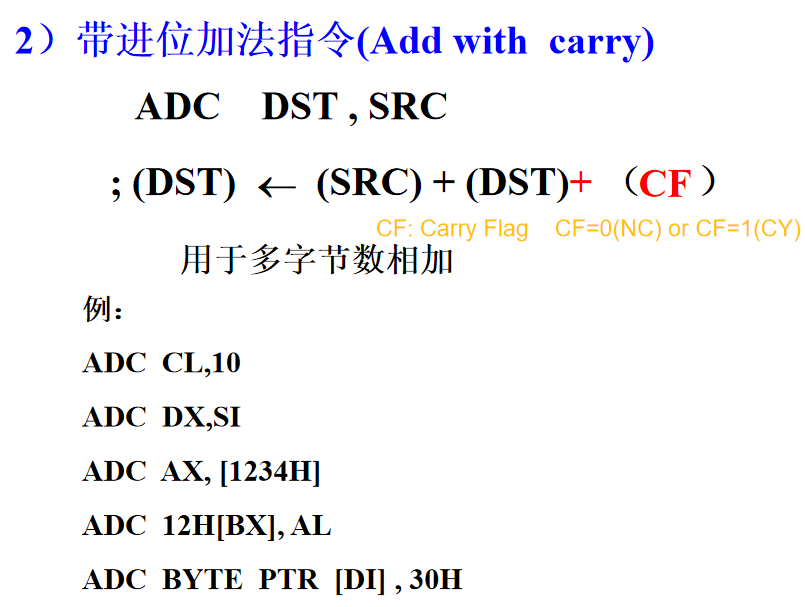 2）带进位加法指令(Add with carry)
ADC DST , SRC
; (DST) ← (SRC) + (DST)+ （CF ）
CF: Carry Flag CF=0(NC) or CF=1(CY)
用于多字节数相加
例：
ADC CL,10
ADC DX,SI
ADC AX, [1234H]
ADC 12H[BX], AL
ADC BYTE PTR [DI] , 30H